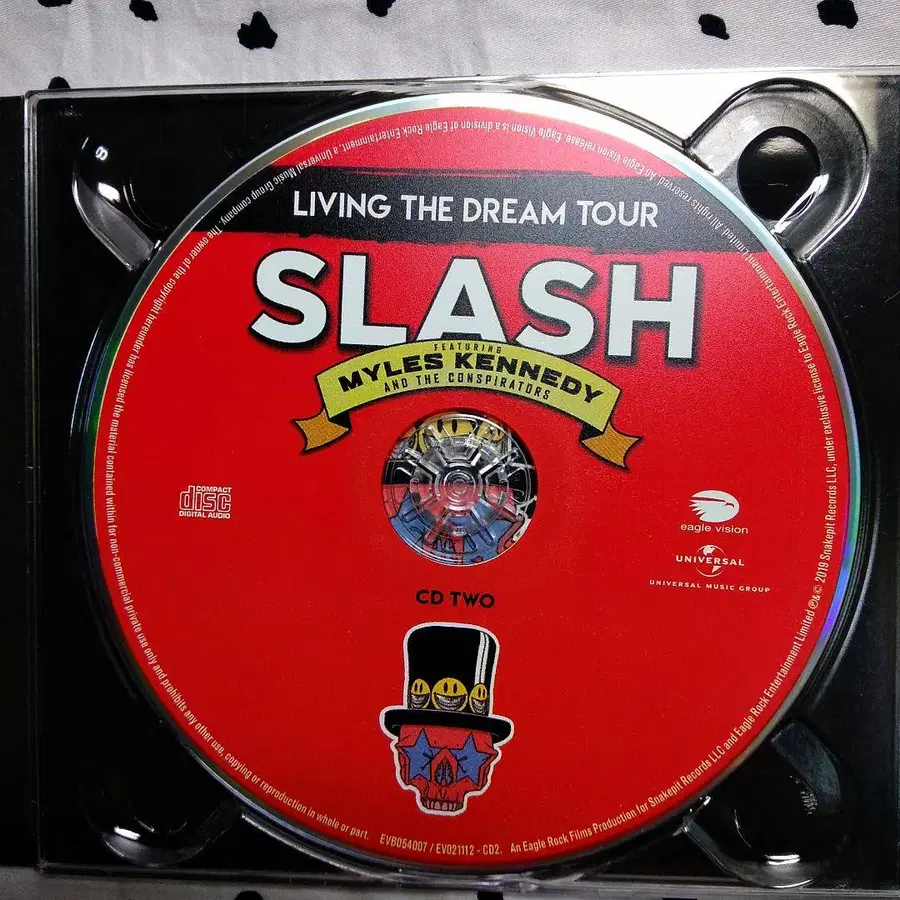 LIVING THE DREAM TOUR
SLASH
FEATURING
MYLES KENNEDY
AND THE CONSPIRATORS
COMPACT
disc
DIGITAL AUDIO
eagle vision
UNIVERSAL
UNIVERSAL MUSIC GROUP
CD TWO
EVB054007 / EV021112 - CD2. An Eagle Rock Films Production for Snakepit Records LLC and Eagle Rock Entertainment Limited ℗&© 2019 Snakepit Records LLC, under exclusive license to Eagle Rock Entertainment Limited. All rights reserved. An Eagle Vision release. Eagle Vision is a division of Eagle Rock Entertainment, a Universal Music Group company. The owner of the copyright hereunder has licensed the material contained within for non-commercial private use only and prohibits any other use, copying or reproduction in whole or part.
8